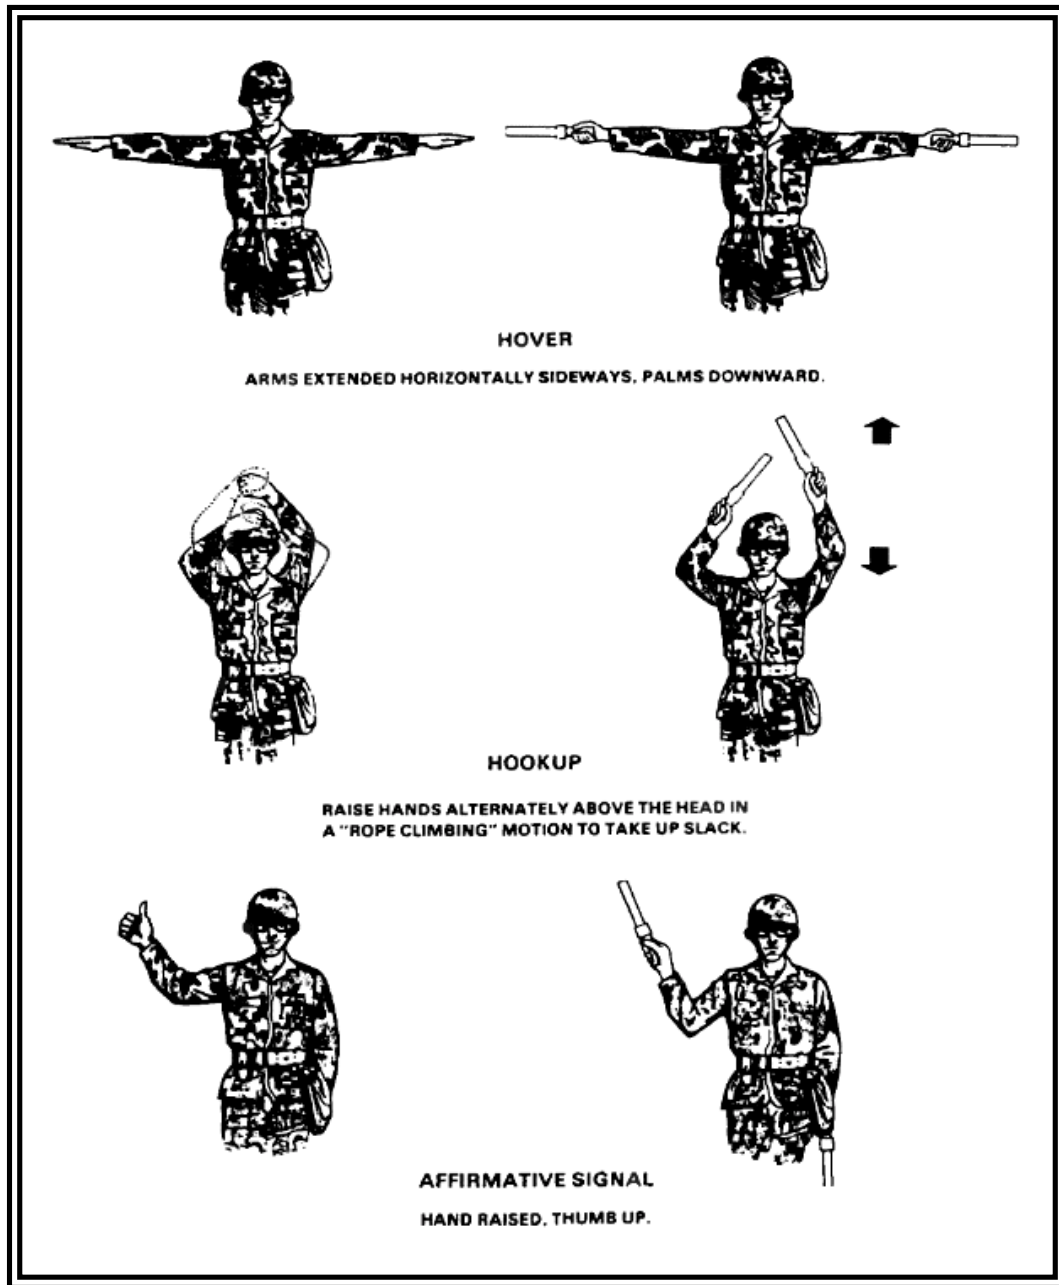 HOVER
ARMS EXTENDED HORIZONTALLY SIDEWAYS, PALMS DOWNWARD.
HOOKUP
RAISE HANDS ALTERNATELY ABOVE THE HEAD IN
A "ROPE CLIMBING" MOTION TO TAKE UP SLACK.
AFFIRMATIVE SIGNAL
HAND RAISED, THUMB UP.